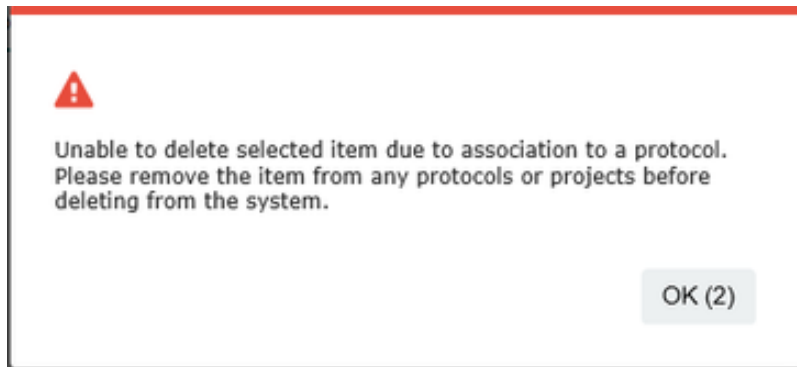 Unable to delete selected item due to association to a protocol.
Please remove the item from any protocols or projects before
deleting from the system.
OK (2)